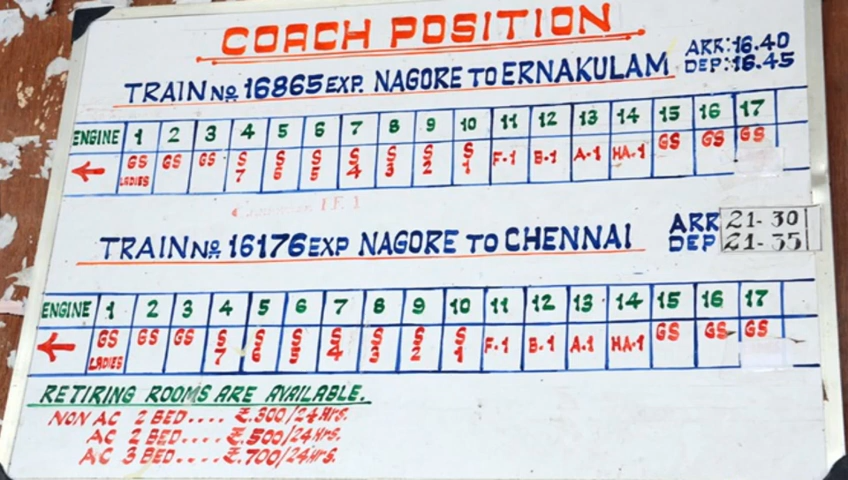 COACH POSITION
TRAIN No 16865 EXP. NAGORE TO ERNAKULAM ARR:16.40
DEP:16.45
ENGINE 1 2 3 4 5 6 7 8 9 10 11 12 13 14 15 16 17
← GS LADIES GS GS S7 S6 S5 S4 S3 S2 S1 F-1 B-1 A-1 HA-1 GS GS GS
TRAIN No 16176 EXP NAGORE TO CHENNAI ARR 21-30
DEP 21-35
ENGINE 1 2 3 4 5 6 7 8 9 10 11 12 13 14 15 16 17
← GS LADIES GS GS S7 S6 S5 S4 S3 S2 S1 F-1 B-1 A-1 HA-1 GS GS GS
RETIRING ROOMS ARE AVAILABLE.
NON AC 2 BED.... ₹.300/24 Hrs.
AC 2 BED.... ₹.500/24Hrs.
AC 3 BED.... ₹.700/24Hrs.